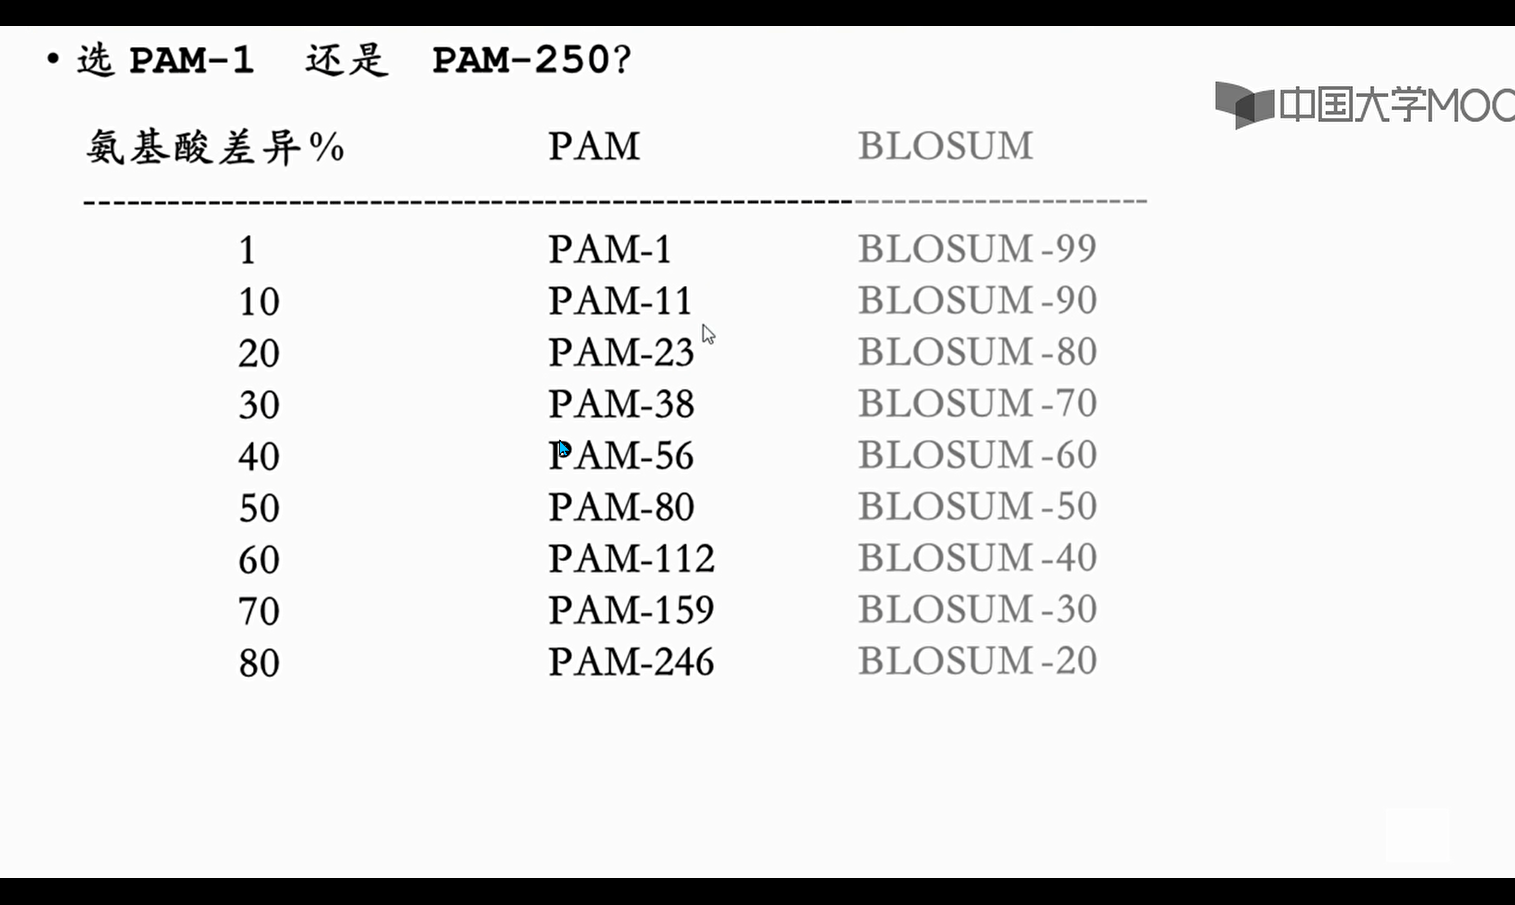 • 选 PAM-1 还是 PAM-250?
中国大学MOO
氨基酸差异% PAM BLOSUM
1 PAM-1 BLOSUM-99
10 PAM-11 BLOSUM-90
20 PAM-23 BLOSUM-80
30 PAM-38 BLOSUM-70
40 PAM-56 BLOSUM-60
50 PAM-80 BLOSUM-50
60 PAM-112 BLOSUM-40
70 PAM-159 BLOSUM-30
80 PAM-246 BLOSUM-20